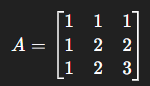 A = [1 1 1
1 2 2
1 2 3]